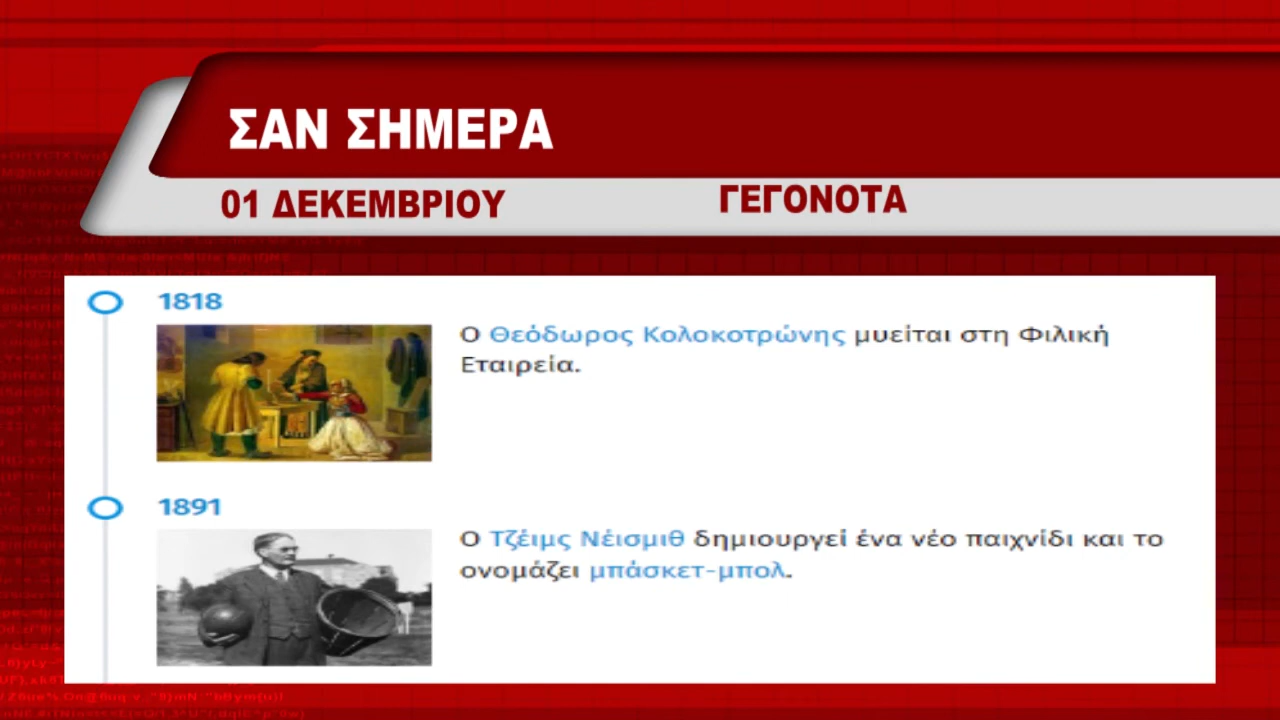 ΣΑΝ ΣΗΜΕΡΑ
01 ΔΕΚΕΜΒΡΙΟΥ
ΓΕΓΟΝΟΤΑ
1818
Ο Θεόδωρος Κολοκοτρώνης μυείται στη Φιλική
Εταιρεία.
1891
Ο Τζέιμς Νέισμιθ δημιουργεί ένα νέο παιχνίδι και το
ονομάζει μπάσκετ-μπολ.